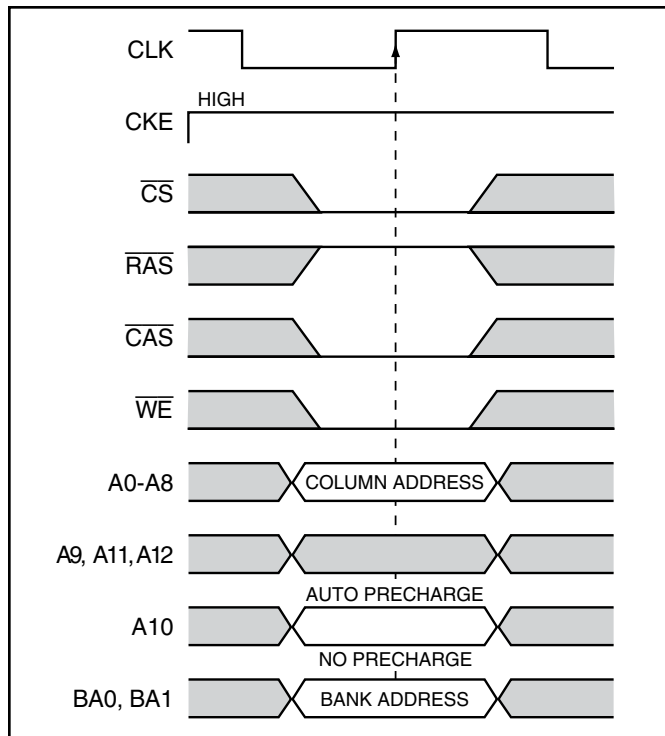 CLK
HIGH
CKE
CS
RAS
CAS
WE
A0-A8 COLUMN ADDRESS
A9, A11, A12
AUTO PRECHARGE
A10
NO PRECHARGE
BA0, BA1 BANK ADDRESS